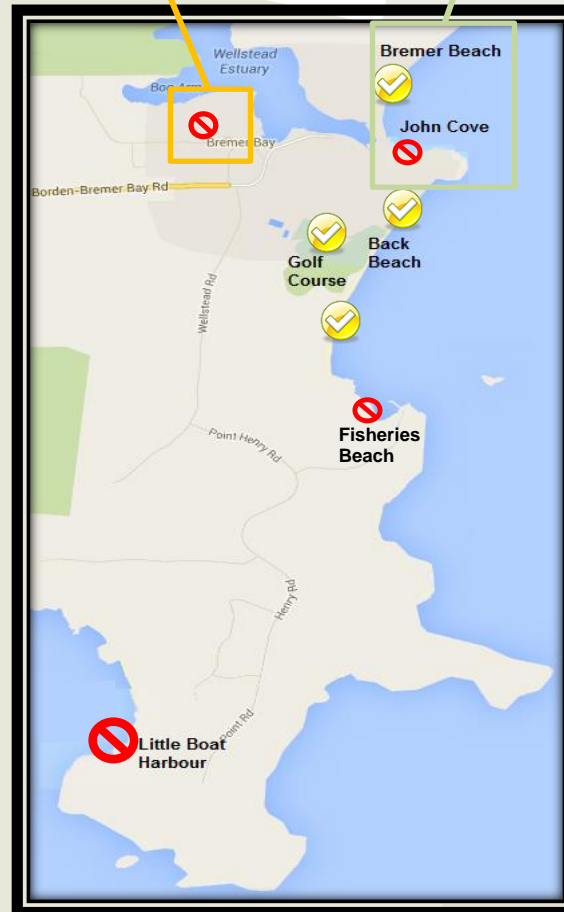 Wellstead
Estuary
Bremer Beach
John Cove
Bremer Bay
Borden-Bremer Bay Rd
Back
Beach
Golf
Course
Wellstead Rd
Fisheries
Beach
Point Henry Rd
Henry Rd
Point Rd
Little Boat
Harbour